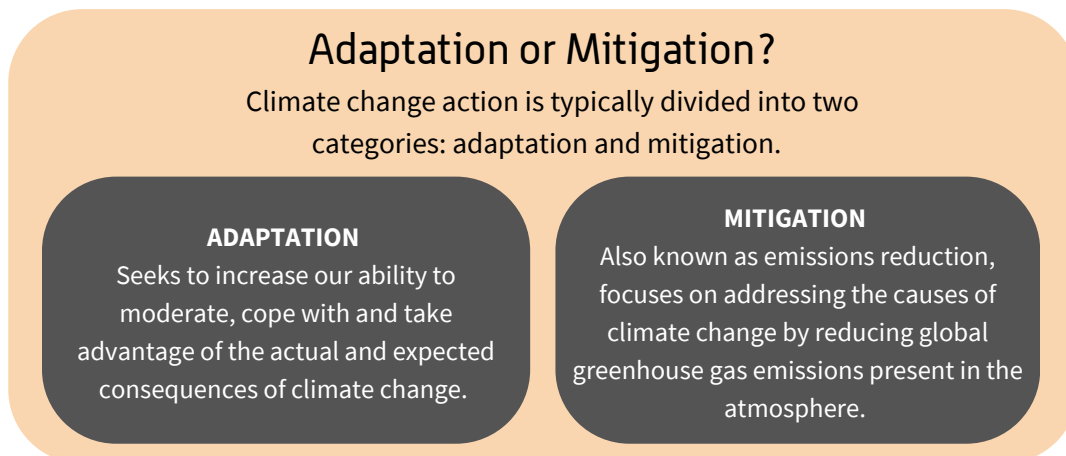 Adaptation or Mitigation?
Climate change action is typically divided into two
categories: adaptation and mitigation.
ADAPTATION
Seeks to increase our ability to
moderate, cope with and take
advantage of the actual and expected
consequences of climate change.
MITIGATION
Also known as emissions reduction,
focuses on addressing the causes of
climate change by reducing global
greenhouse gas emissions present in the
atmosphere.